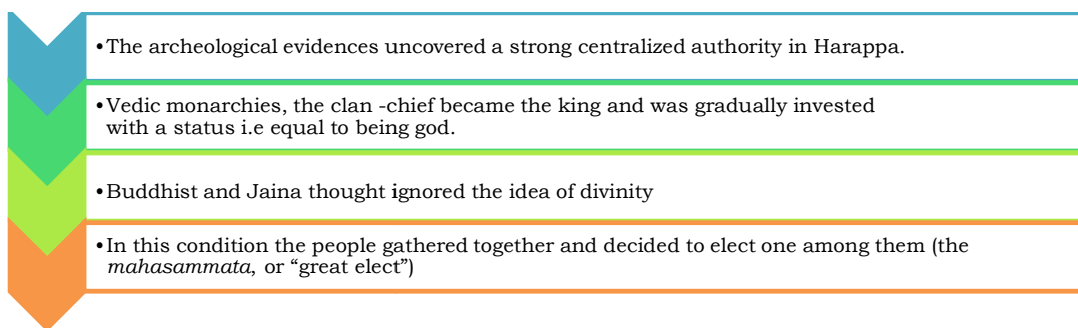 •The archeological evidences uncovered a strong centralized authority in Harappa.
•Vedic monarchies, the clan -chief became the king and was gradually invested
with a status i.e equal to being god.
•Buddhist and Jaina thought ignored the idea of divinity
•In this condition the people gathered together and decided to elect one among them (the
mahasammata, or “great elect”)